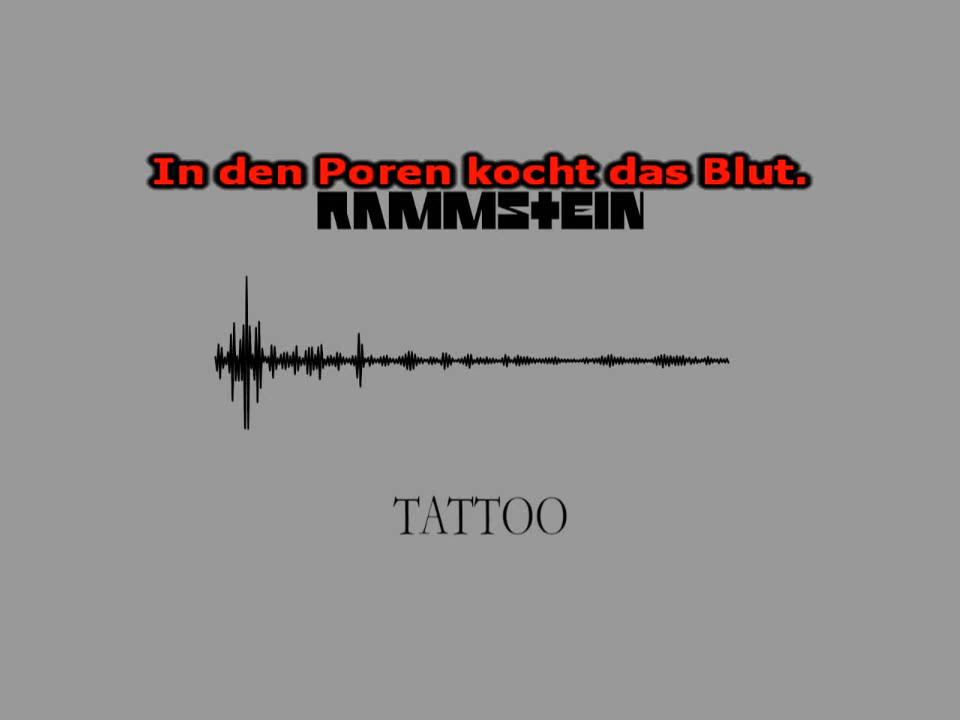 In den Poren kocht das Blut.
RAMMSTEIN
TATTOO